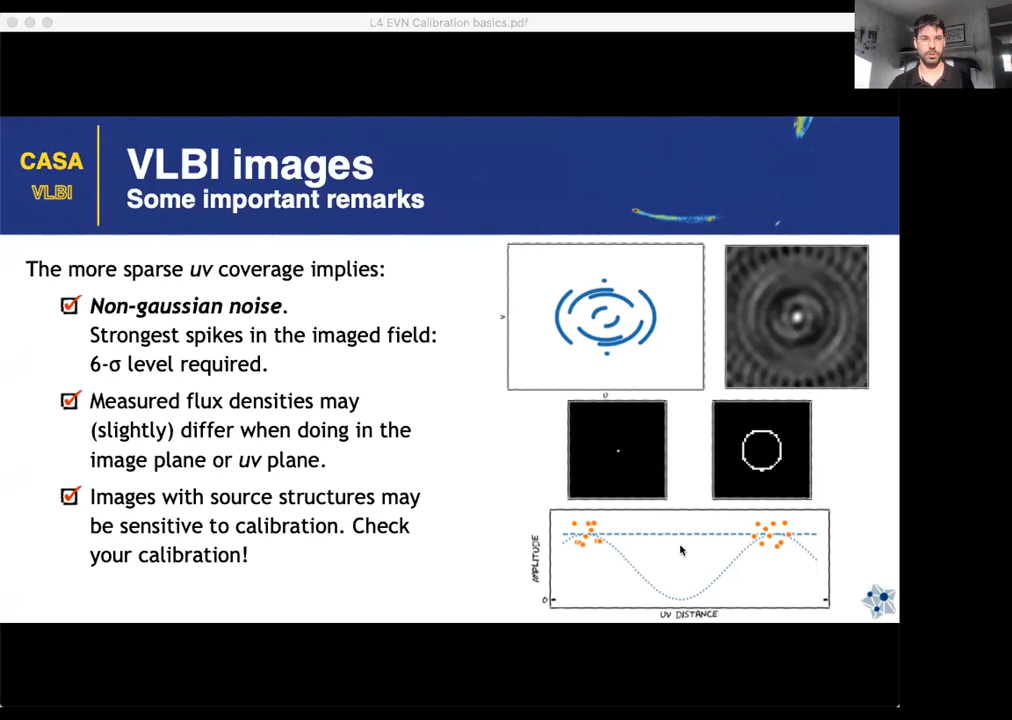 L4 EVN Calibration basics.pdf
CASA
VLBI
VLBI images
Some important remarks
The more sparse uv coverage implies:
Non-gaussian noise.
Strongest spikes in the imaged field:
6-σ level required.
Measured flux densities may
(slightly) differ when doing in the
image plane or uv plane.
Images with source structures may
be sensitive to calibration. Check
your calibration!
V
U
AMPLITUDE
0
UV DISTANCE